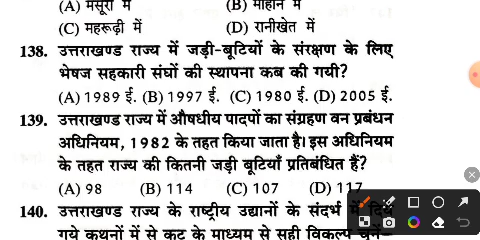 (A) मसूरी में (B) मोहान में
(C) महरूढ़ी में (D) रानीखेत में
138. उत्तराखण्ड राज्य में जड़ी-बूटियों के संरक्षण के लिए
भेषज सहकारी संघों की स्थापना कब की गयी?
(A) 1989 ई. (B) 1997 ई. (C) 1980 ई. (D) 2005 ई.
139. उत्तराखण्ड राज्य में औषधीय पादपों का संग्रहण वन प्रबंधन
अधिनियम, 1982 के तहत किया जाता है। इस अधिनियम
के तहत राज्य की कितनी जड़ी बूटियाँ प्रतिबंधित हैं?
(A) 98 (B) 114 (C) 107 (D) 117
140. उत्तराखण्ड राज्य के राष्ट्रीय उद्यानों के संदर्भ में दिये
गये कथनों में से कूट के माध्यम से सही विकल्प चुनें-